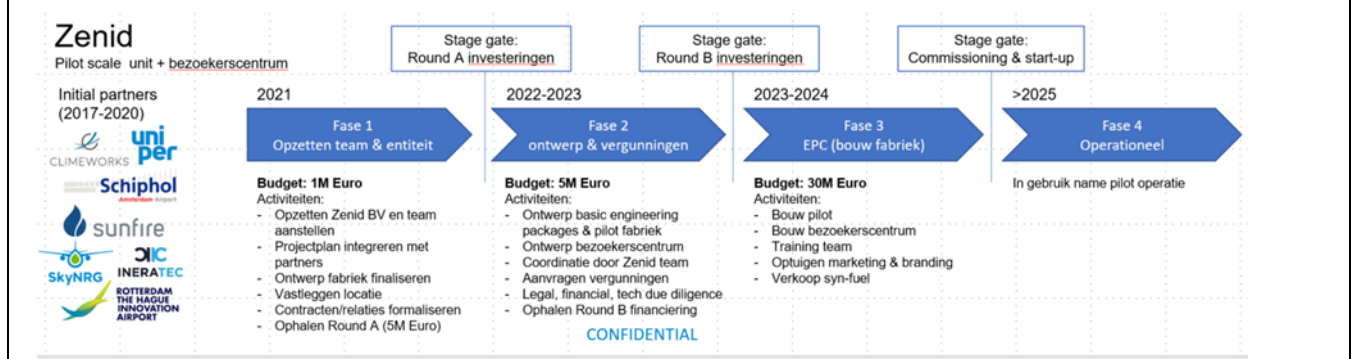 Zenid
Pilot scale unit + bezoekerscentrum
Stage gate:
Round A investeringen
Stage gate:
Round B investeringen
Stage gate:
Commissioning & start-up
Initial partners
(2017-2020)
CLIMEWORKS
uni
per
Schiphol
Amsterdam Airport
sunfire
SkyNRG
INERATEC
ROTTERDAM
THE HAGUE
INNOVATION
AIRPORT
2021
Fase 1
Opzetten team & entiteit
Budget: 1M Euro
Activiteiten:
- Opzetten Zenid BV en team
aanstellen
- Projectplan integreren met
partners
- Ontwerp fabriek finaliseren
- Vastleggen locatie
- Contracten/relaties formaliseren
- Ophalen Round A (5M Euro)
2022-2023
Fase 2
ontwerp & vergunningen
Budget: 5M Euro
Activiteiten:
- Ontwerp basic engineering
packages & pilot fabriek
- Ontwerp bezoekerscentrum
- Coordinatie door Zenid team
- Aanvragen vergunningen
- Legal, financial, tech due diligence
- Ophalen Round B financiering
2023-2024
Fase 3
EPC (bouw fabriek)
Budget: 30M Euro
Activiteiten:
- Bouw pilot
- Bouw bezoekerscentrum
- Training team
- Optuigen marketing & branding
- Verkoop syn-fuel
>2025
Fase 4
Operationeel
In gebruik name pilot operatie
CONFIDENTIAL